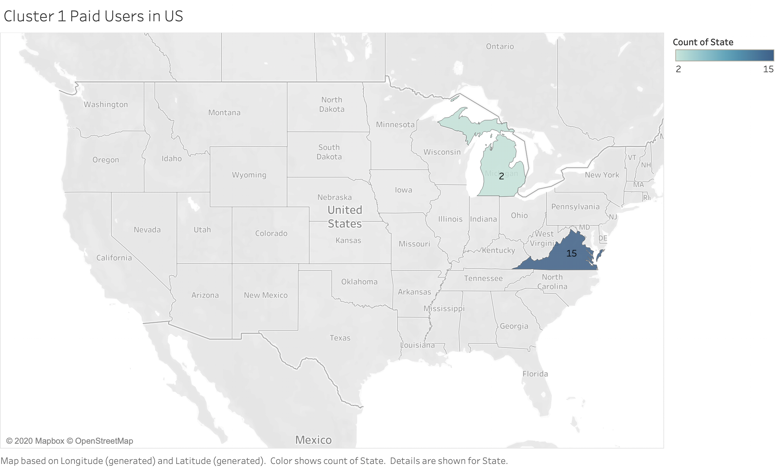 Cluster 1 Paid Users in US
Count of State
2 15
Ontario
Washington
Montana
North
Dakota
Minnesota
Oregon
Idaho
South
Dakota
Wisconsin
2
VT
NH
Wyoming
New York
MA
RI
Nebraska
Iowa
Pennsylvania
United
States
Nevada
Utah
Colorado
Kansas
Missouri
Illinois
Indiana
Ohio
NJ
MD
DE
West
Virginia
California
Kentucky
15
Arizona
New Mexico
Oklahoma
Arkansas
Tennessee
North
Carolina
Mississippi
Texas
Georgia
Louisiana
Florida
Mexico
© 2020 Mapbox © OpenStreetMap
Map based on Longitude (generated) and Latitude (generated). Color shows count of State. Details are shown for State.